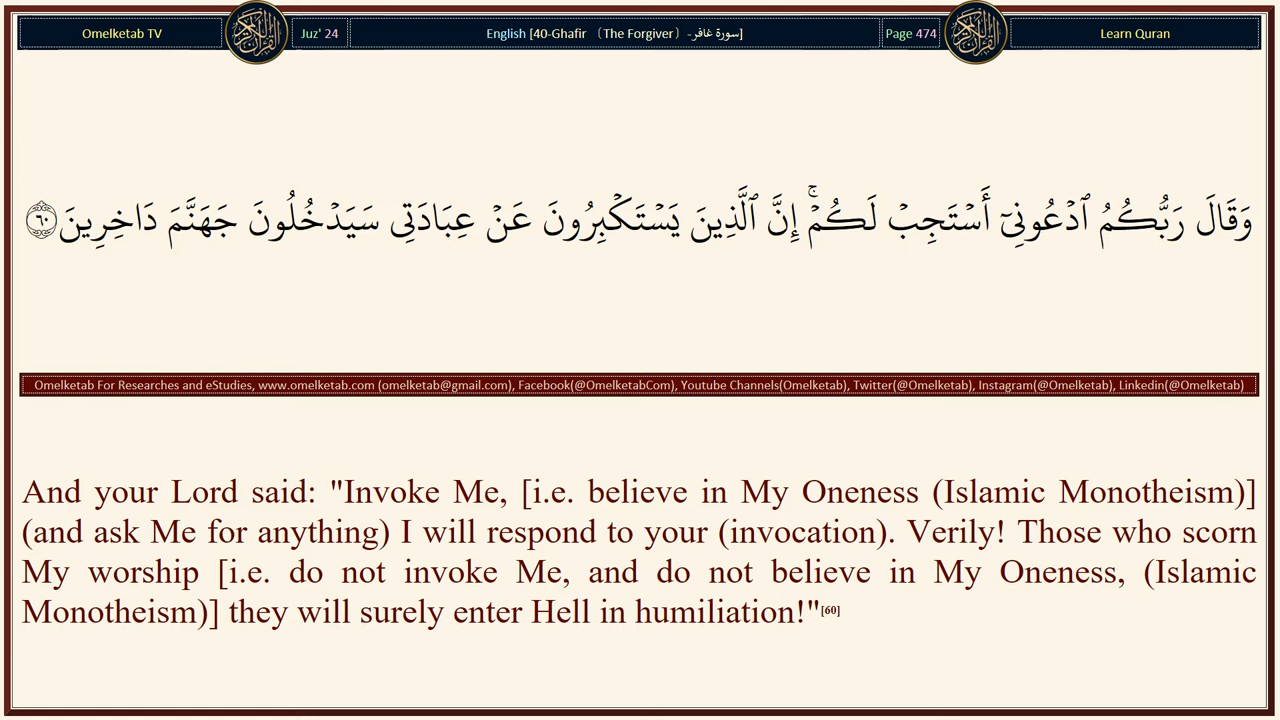 Omelketab TV
Juz' 24
English [40-Ghafir (The Forgiver) -سورة غافر]
Page 474
Learn Quran
وَقَالَ رَبُّكُمُ ٱدۡعُونِيٓ أَسۡتَجِبۡ لَكُمۡۚ إِنَّ ٱلَّذِينَ يَسۡتَكۡبِرُونَ عَنۡ عِبَادَتِي سَيَدۡخُلُونَ جَهَنَّمَ دَاخِرِينَ ٦٠
Omelketab For Researches and eStudies, www.omelketab.com (omelketab@gmail.com), Facebook(@OmelketabCom), Youtube Channels(Omelketab), Twitter(@Omelketab), Instagram(@Omelketab), Linkedin(@Omelketab)
And your Lord said: "Invoke Me, [i.e. believe in My Oneness (Islamic Monotheism)]
(and ask Me for anything) I will respond to your (invocation). Verily! Those who scorn
My worship [i.e. do not invoke Me, and do not believe in My Oneness, (Islamic
Monotheism)] they will surely enter Hell in humiliation!"[60]